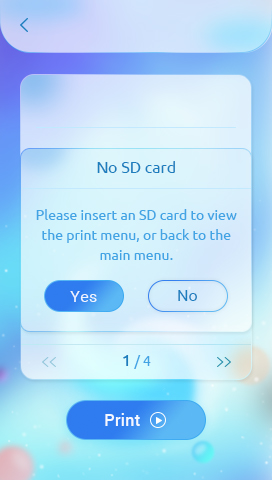 No SD card
Please insert an SD card to view
the print menu, or back to the
main menu.
Yes
No
1 / 4
Print